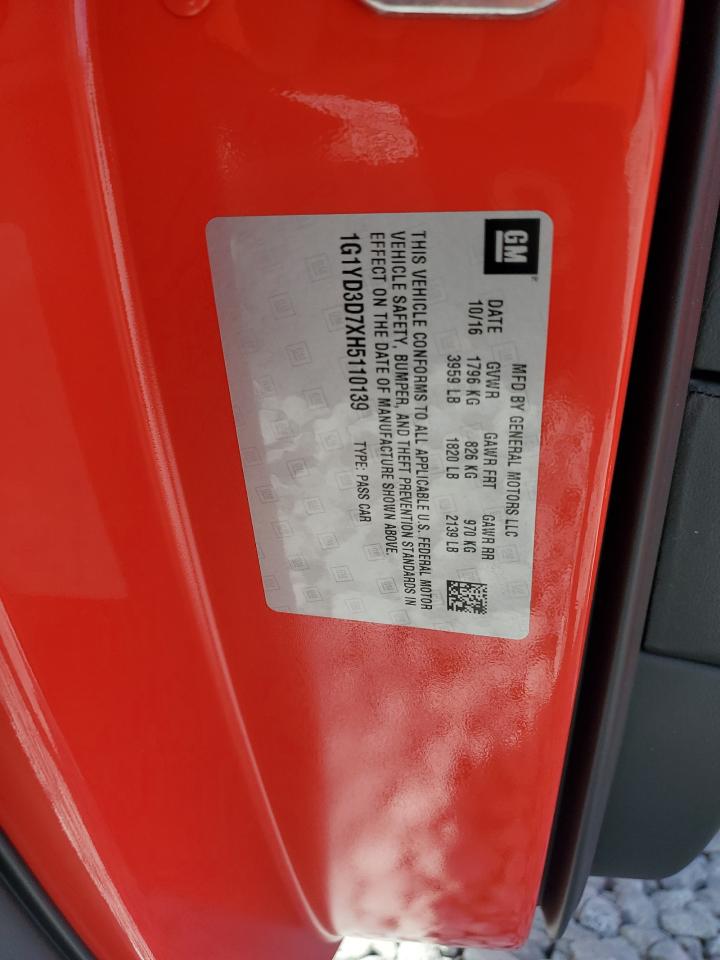 GM
MFD BY GENERAL MOTORS LLC
DATE GVWR GAWR FRT GAWR RR
10/16 1796 KG 826 KG 970 KG
3959 LB 1820 LB 2139 LB
THIS VEHICLE CONFORMS TO ALL APPLICABLE U.S. FEDERAL MOTOR
VEHICLE SAFETY, BUMPER, AND THEFT PREVENTION STANDARDS IN
EFFECT ON THE DATE OF MANUFACTURE SHOWN ABOVE.
1G1YD3D7XH5110139 TYPE: PASS CAR